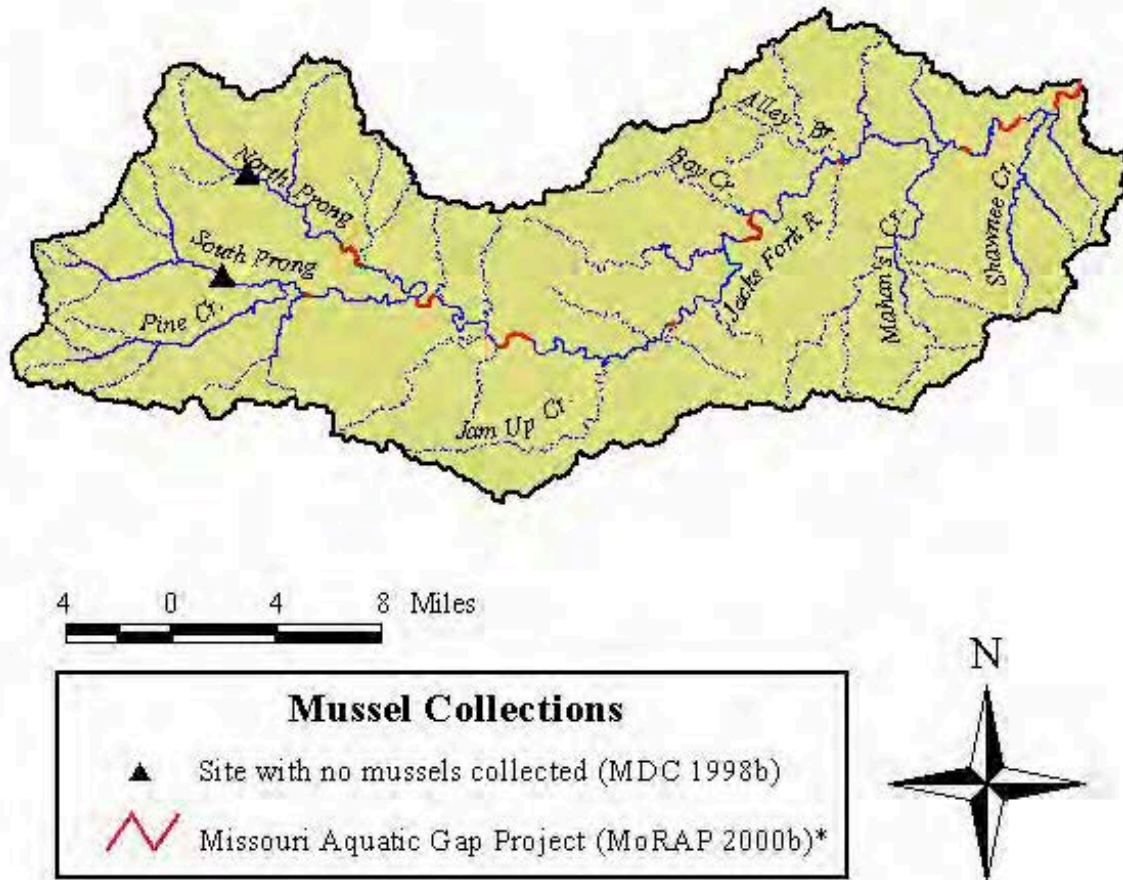 Alley Br
Bay Cr.
North Prong
South Prong
Pine Cr.
Jacks Fork R
Mahan's Cr.
Shawnee Cr
Jam Up Cr
4 0 4 8 Miles
N
Mussel Collections
Site with no mussels collected (MDC 1998b)
Missouri Aquatic Gap Project (MoRAP 2000b)*